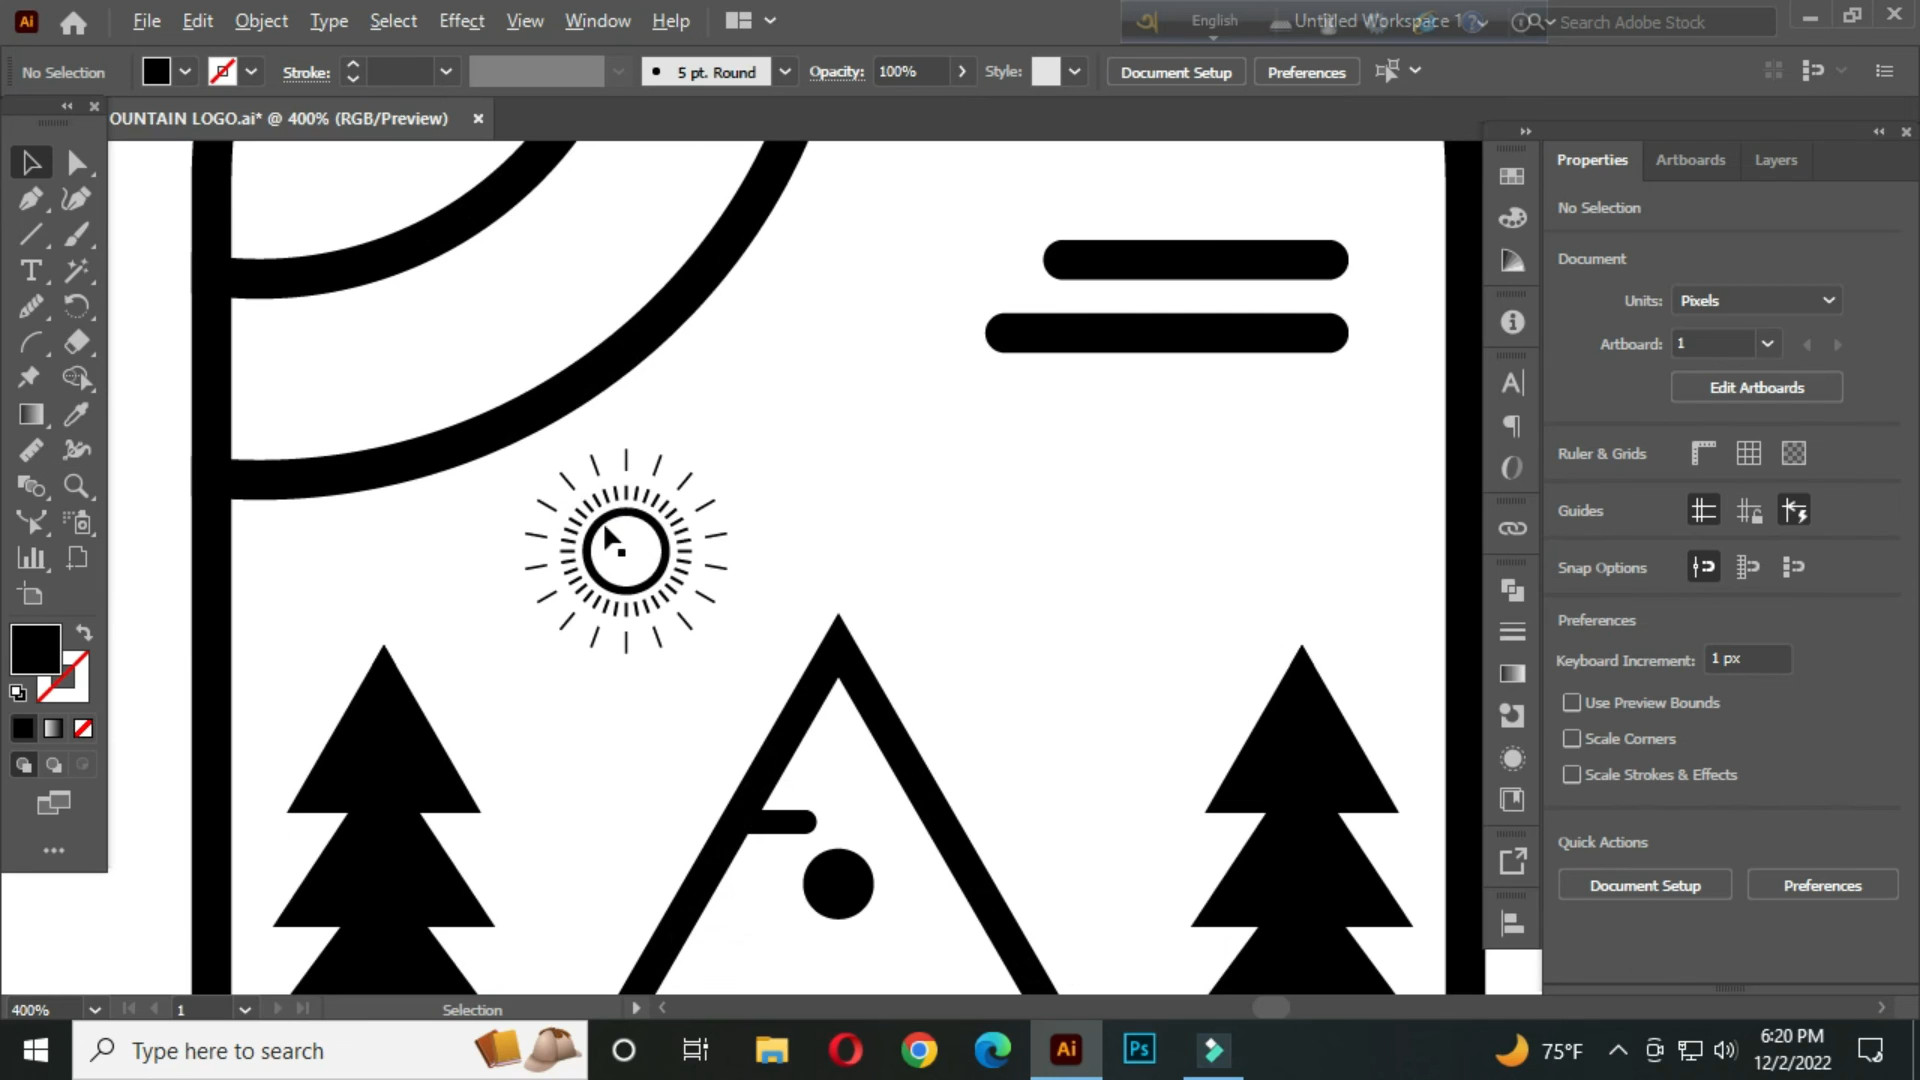 Ai File Edit Object Type Select Effect View Window Help
English Untitled Workspace 1 Search Adobe Stock
No Selection Stroke: 5 pt. Round Opacity: 100% Style: Document Setup Preferences
OUNTAIN LOGO.ai* @ 400% (RGB/Preview)
Properties Artboards Layers
No Selection
Document
Units: Pixels
Artboard: 1
Edit Artboards
Ruler & Grids
Guides
Snap Options
Preferences
Keyboard Increment: 1 px
Use Preview Bounds
Scale Corners
Scale Strokes & Effects
Quick Actions
Document Setup Preferences
400% 1 Selection
Type here to search Ai Ps 75°F
6:20 PM
12/2/2022